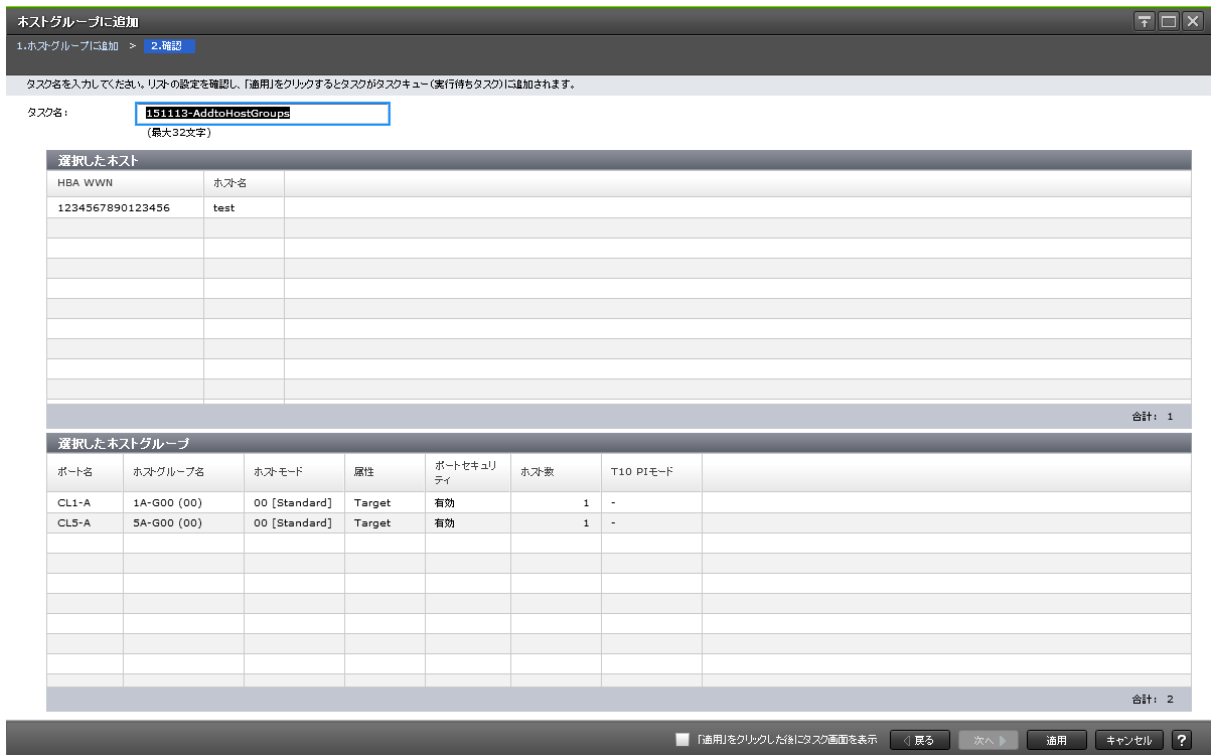 ホストグループに追加
1.ホストグループに追加 > 2.確認
タスク名を入力してください。リストの設定を確認し、「適用」をクリックするとタスクがタスクキュー(実行待ちタスク)に追加されます。
タスク名: 151113-AddtoHostGroups
(最大32文字)
選択したホスト
HBA WWN ホスト名
1234567890123456 test
合計: 1
選択したホストグループ
ポート名 ホストグループ名 ホストモード 属性 ポートセキュリティ ホスト数 T10 PIモード
CL1-A 1A-G00 (00) 00 [Standard] Target 有効 1 -
CL5-A 5A-G00 (00) 00 [Standard] Target 有効 1 -
合計: 2
「適用」をクリックした後にタスク画面を表示 戻る 次へ 適用 キャンセル ?